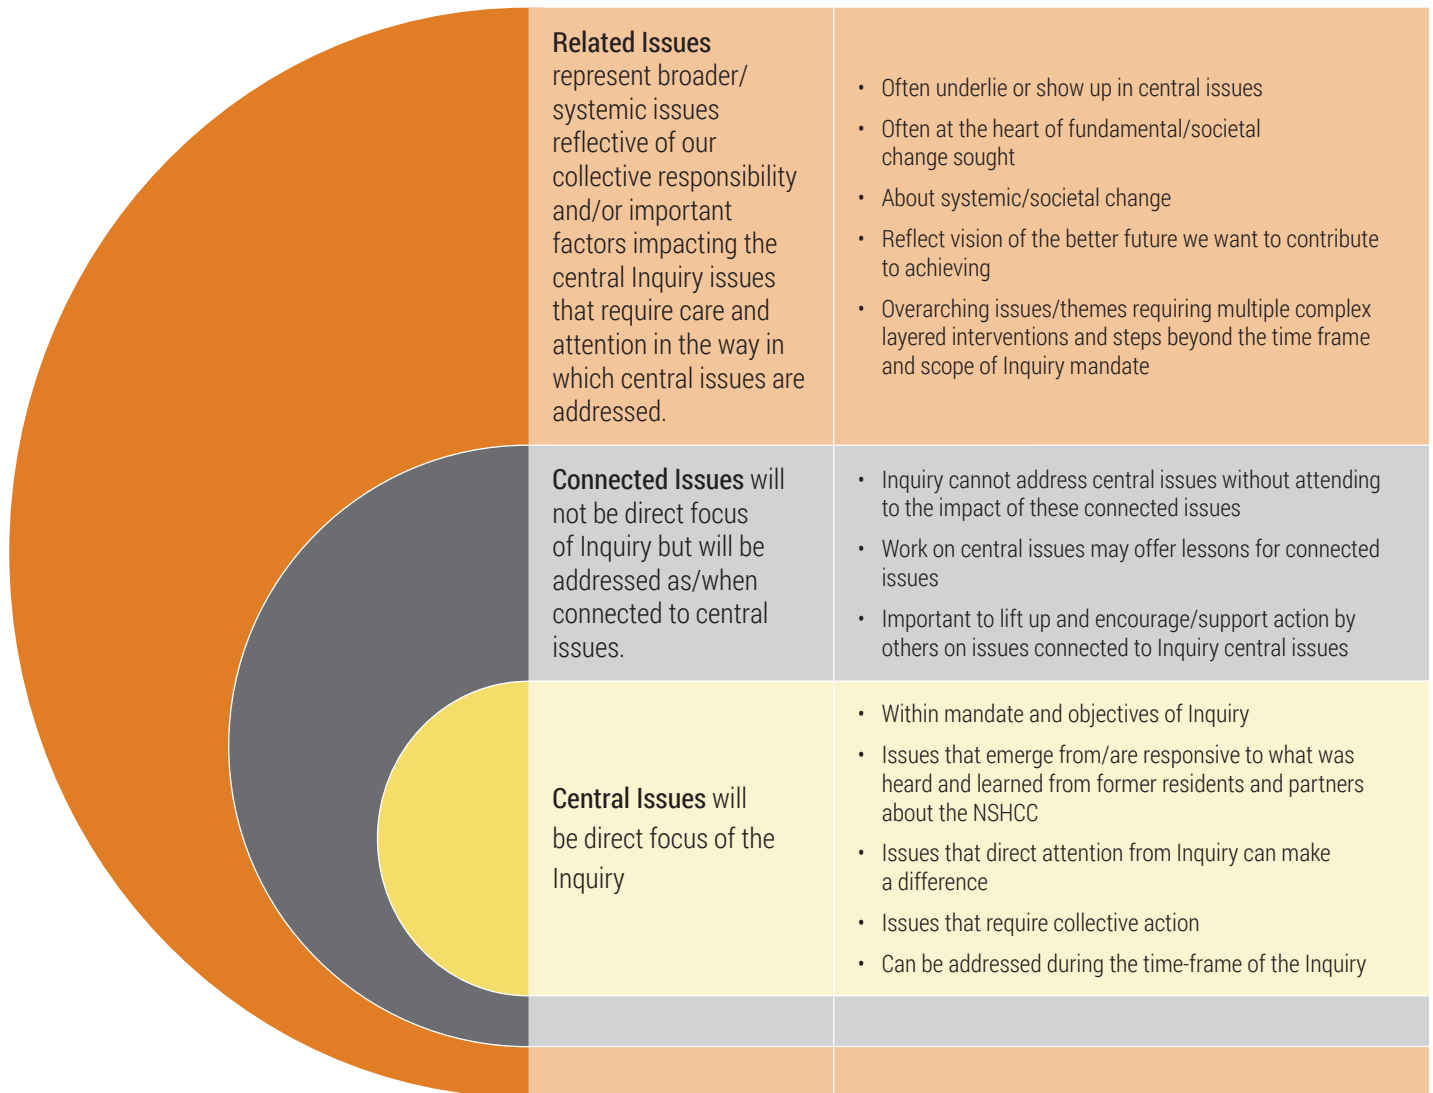 Related Issues
represent broader/
systemic issues
reflective of our
collective responsibility
and/or important
factors impacting the
central Inquiry issues
that require care and
attention in the way in
which central issues are
addressed.
• Often underlie or show up in central issues
• Often at the heart of fundamental/societal
change sought
• About systemic/societal change
• Reflect vision of the better future we want to contribute
to achieving
• Overarching issues/themes requiring multiple complex
layered interventions and steps beyond the time frame
and scope of Inquiry mandate
Connected Issues will
not be direct focus
of Inquiry but will be
addressed as/when
connected to central
issues.
• Inquiry cannot address central issues without attending
to the impact of these connected issues
• Work on central issues may offer lessons for connected
issues
• Important to lift up and encourage/support action by
others on issues connected to Inquiry central issues
Central Issues will
be direct focus of the
Inquiry
• Within mandate and objectives of Inquiry
• Issues that emerge from/are responsive to what was
heard and learned from former residents and partners
about the NSHCC
• Issues that direct attention from Inquiry can make
a difference
• Issues that require collective action
• Can be addressed during the time-frame of the Inquiry